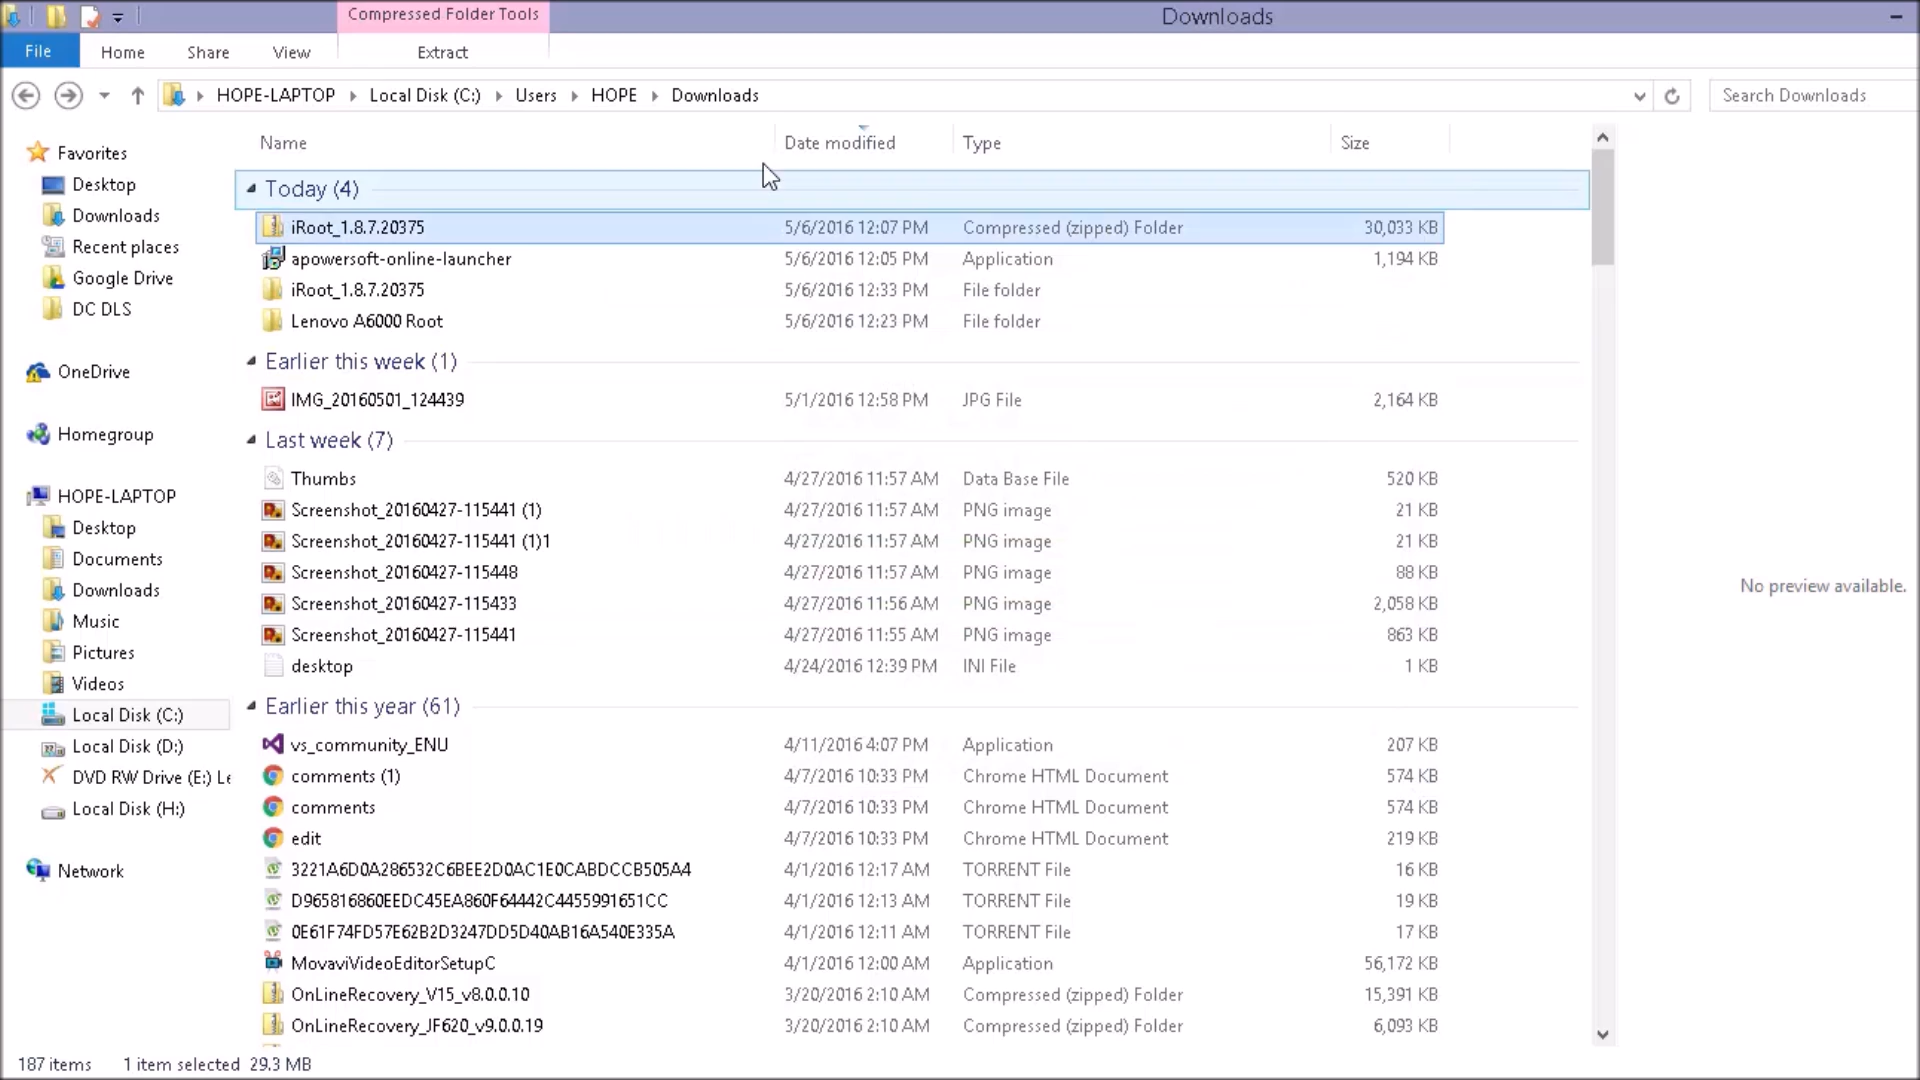 Compressed Folder Tools
Downloads
File Home Share View Extract
HOPE-LAPTOP Local Disk (C:) Users HOPE Downloads Search Downloads
Name Date modified Type Size
Favorites
Desktop
Downloads
Recent places
Google Drive
DC DLS
OneDrive
Homegroup
HOPE-LAPTOP
Desktop
Documents
Downloads
Music
Pictures
Videos
Local Disk (C:)
Local Disk (D:)
DVD RW Drive (E:) Le
Local Disk (H:)
Network
Today (4)
iRoot_1.8.7.20375 5/6/2016 12:07 PM Compressed (zipped) Folder 30,033 KB
apowersoft-online-launcher 5/6/2016 12:05 PM Application 1,194 KB
iRoot_1.8.7.20375 5/6/2016 12:33 PM File folder
Lenovo A6000 Root 5/6/2016 12:23 PM File folder
Earlier this week (1)
IMG_20160501_124439 5/1/2016 12:58 PM JPG File 2,164 KB
Last week (7)
Thumbs 4/27/2016 11:57 AM Data Base File 520 KB
Screenshot_20160427-115441 (1) 4/27/2016 11:57 AM PNG image 21 KB
Screenshot_20160427-115441 (1)1 4/27/2016 11:57 AM PNG image 21 KB
Screenshot_20160427-115448 4/27/2016 11:57 AM PNG image 88 KB
Screenshot_20160427-115433 4/27/2016 11:56 AM PNG image 2,058 KB
Screenshot_20160427-115441 4/27/2016 11:55 AM PNG image 863 KB
desktop 4/24/2016 12:39 PM INI File 1 KB
Earlier this year (61)
vs_community_ENU 4/11/2016 4:07 PM Application 207 KB
comments (1) 4/7/2016 10:33 PM Chrome HTML Document 574 KB
comments 4/7/2016 10:33 PM Chrome HTML Document 574 KB
edit 4/7/2016 10:33 PM Chrome HTML Document 219 KB
3221A6D0A286532C6BEE2D0AC1E0CABDCCB505A4 4/1/2016 12:17 AM TORRENT File 16 KB
D965816860EEDC45EA860F64442C4455991651CC 4/1/2016 12:13 AM TORRENT File 19 KB
0E61F74FD57E62B2D3247DD5D40AB16A540E335A 4/1/2016 12:11 AM TORRENT File 17 KB
MovaviVideoEditorSetupC 4/1/2016 12:00 AM Application 56,172 KB
OnLineRecovery_V15_v8.0.0.10 3/20/2016 2:10 AM Compressed (zipped) Folder 15,391 KB
OnLineRecovery_JF620_v9.0.0.19 3/20/2016 2:10 AM Compressed (zipped) Folder 6,093 KB
No preview available.
187 items 1 item selected 29.3 MB